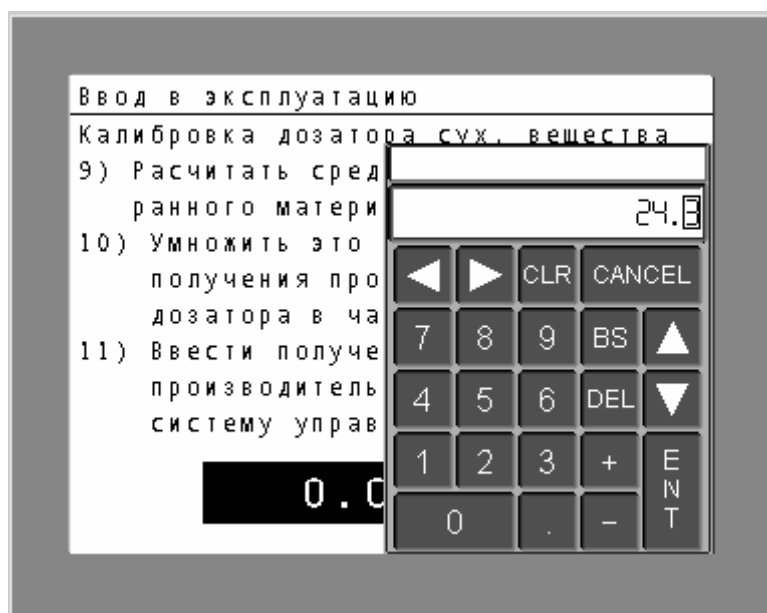 Ввод в эксплуатацию
Калибровка дозатора сух. вещества
9) Расчитать сред
ранного матери
10) Умножить это
получения про
дозатора в ча
11) Ввести получе
производитель
систему управ
0.0
24.3
CLR CANCEL
7 8 9 BS
4 5 6 DEL
1 2 3 + ENT
0 . -